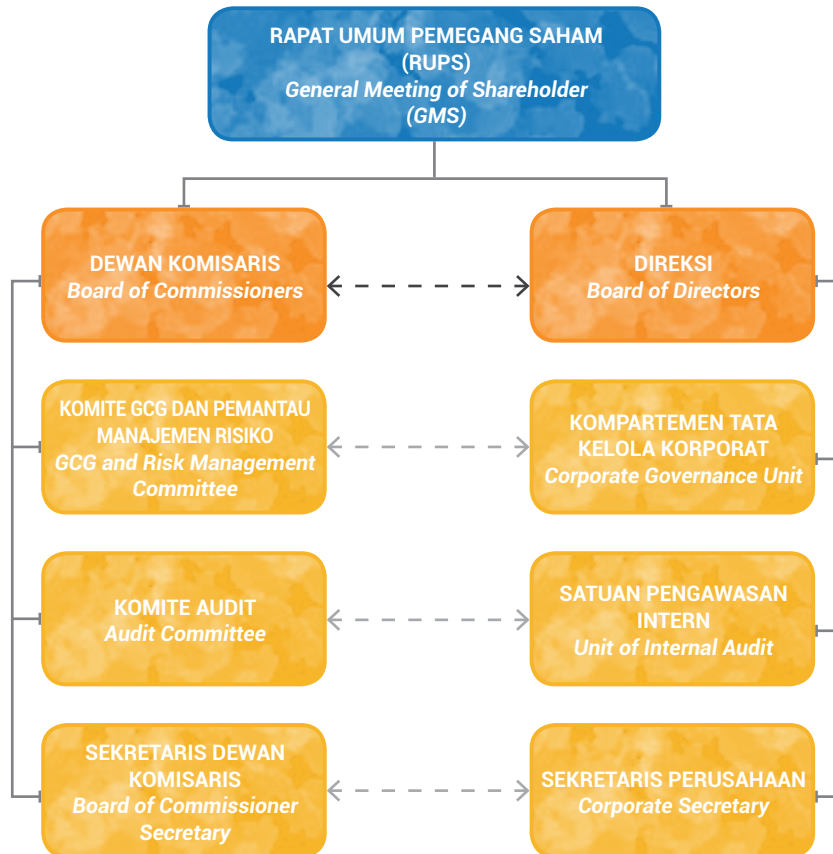 RAPAT UMUM PEMEGANG SAHAM
(RUPS)
General Meeting of Shareholder
(GMS)
DEWAN KOMISARIS
Board of Commissioners
DIREKSI
Board of Directors
KOMITE GCG DAN PEMANTAU
MANAJEMEN RISIKO
GCG and Risk Management
Committee
KOMPARTEMEN TATA
KELOLA KORPORAT
Corporate Governance Unit
KOMITE AUDIT
Audit Committee
SATUAN PENGAWASAN
INTERN
Unit of Internal Audit
SEKRETARIS DEWAN
KOMISARIS
Board of Commissioner
Secretary
SEKRETARIS PERUSAHAAN
Corporate Secretary